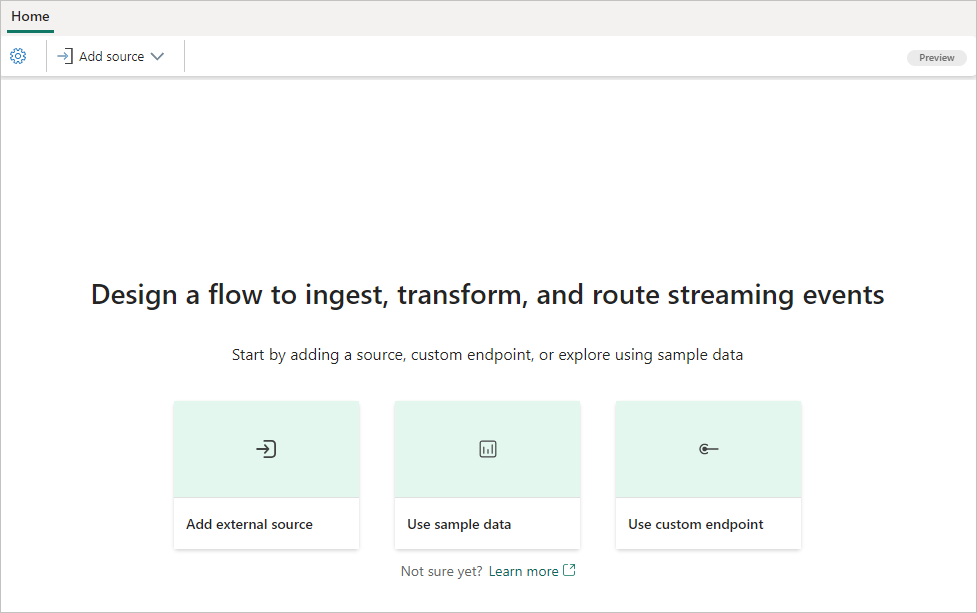 Home
Add source
Preview
Design a flow to ingest, transform, and route streaming events
Start by adding a source, custom endpoint, or explore using sample data
Add external source
Use sample data
Use custom endpoint
Not sure yet? Learn more